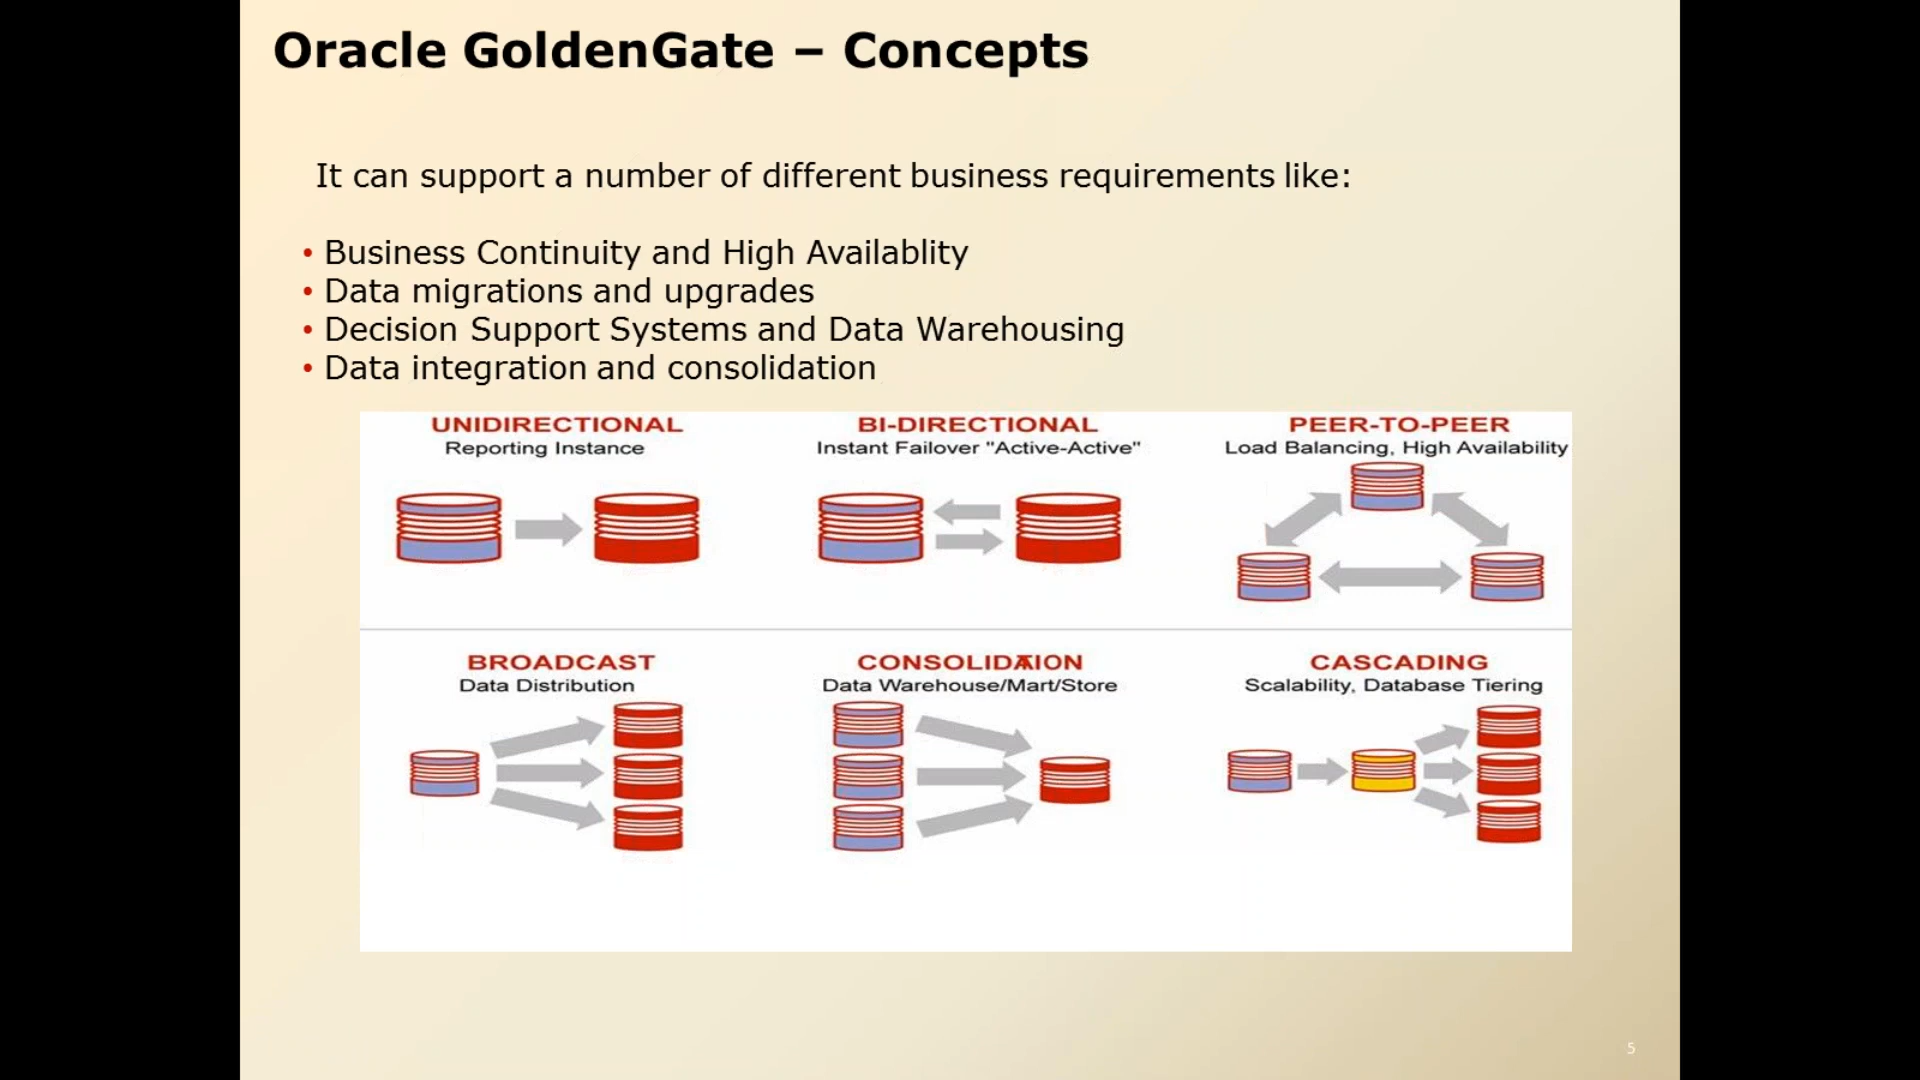 Oracle GoldenGate – Concepts
It can support a number of different business requirements like:
• Business Continuity and High Availablity
• Data migrations and upgrades
• Decision Support Systems and Data Warehousing
• Data integration and consolidation
UNIDIRECTIONAL
Reporting Instance
BI-DIRECTIONAL
Instant Failover "Active-Active"
PEER-TO-PEER
Load Balancing, High Availability
BROADCAST
Data Distribution
CONSOLIDATION
Data Warehouse/Mart/Store
CASCADING
Scalability, Database Tiering
5